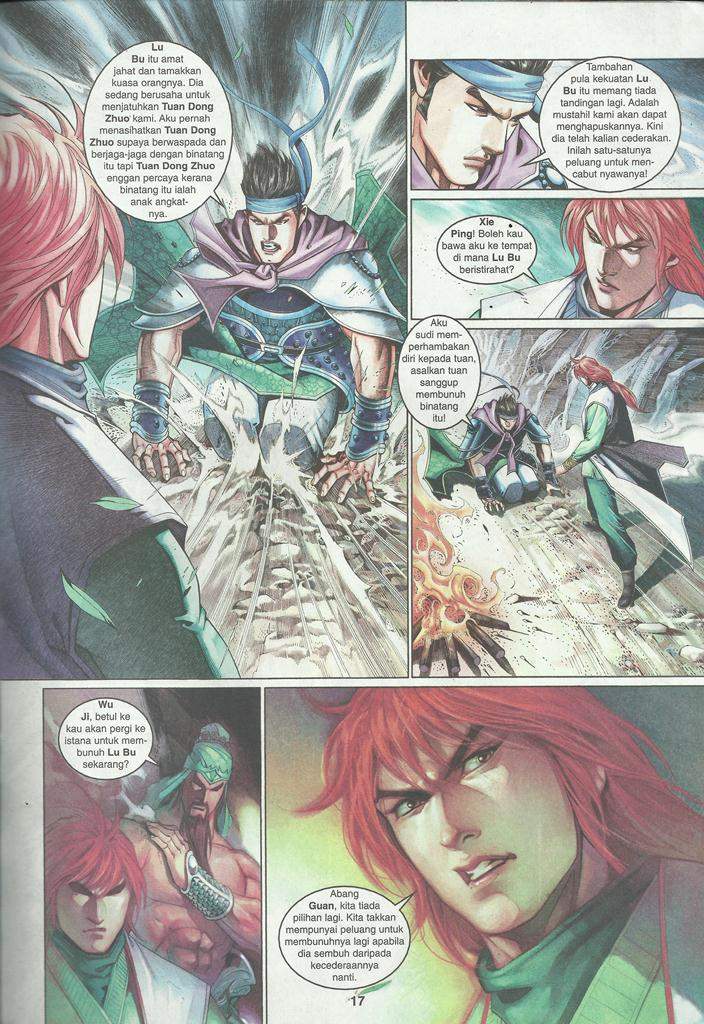 Lu
Bu itu amat
jahat dan tamakkan
kuasa orangnya. Dia
sedang berusaha untuk
menjatuhkan Tuan Dong
Zhuo kami. Aku pernah
menasihatkan Tuan Dong
Zhuo supaya berwaspada dan
berjaga-jaga dengan binatang
itu tapi Tuan Dong Zhuo
enggan percaya kerana
binatang itu ialah
anak angkat-
nya.
Tambahan
pula kekuatan Lu
Bu itu memang tiada
tandingan lagi. Adalah
mustahil kami akan dapat
menghapuskannya. Kini
dia telah kalian cederakan.
Inilah satu-satunya
peluang untuk men-
cabut nyawanya!
Xie
Ping! Boleh kau
bawa aku ke tempat
di mana Lu Bu
beristirahat?
Aku
sudi mem-
perhambakan
diri kepada tuan,
asalkan tuan
sanggup
membunuh
binatang
itu!
Wu
Ji, betul ke
kau akan pergi ke
istana untuk mem-
bunuh Lu Bu
sekarang?
Abang
Guan, kita tiada
pilihan lagi. Kita takkan
mempunyai peluang untuk
membunuhnya lagi apabila
dia sembuh daripada
kecederaannya
nanti.
17